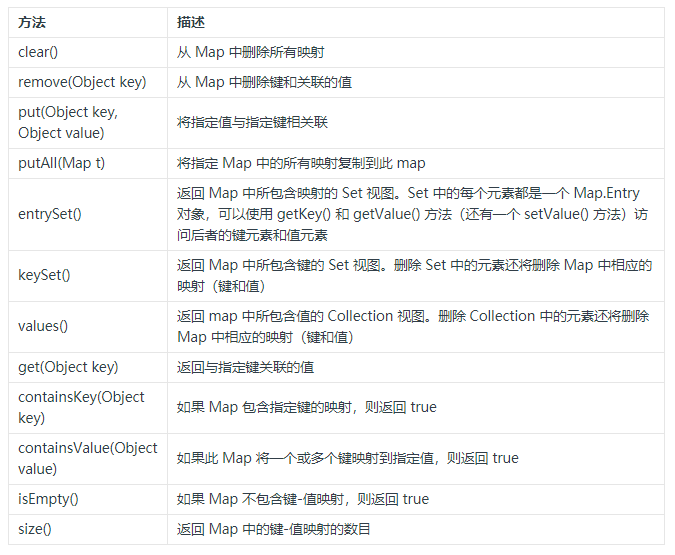 方法 描述
clear() 从 Map 中删除所有映射
remove(Object key) 从 Map 中删除键和关联的值
put(Object key,
Object value)
将指定值与指定键相关联
putAll(Map t) 将指定 Map 中的所有映射复制到此 map
entrySet()
返回 Map 中所包含映射的 Set 视图。Set 中的每个元素都是一个 Map.Entry
对象，可以使用 getKey() 和 getValue() 方法（还有一个 setValue() 方法）访
问后者的键元素和值元素
keySet()
返回 Map 中所包含键的 Set 视图。删除 Set 中的元素还将删除 Map 中相应的
映射（键和值）
values()
返回 map 中所包含值的 Collection 视图。删除 Collection 中的元素还将删除
Map 中相应的映射（键和值）
get(Object key) 返回与指定键关联的值
containsKey(Object
key)
如果 Map 包含指定键的映射，则返回 true
containsValue(Object
value)
如果此 Map 将一个或多个键映射到指定值，则返回 true
isEmpty() 如果 Map 不包含键-值映射，则返回 true
size() 返回 Map 中的键-值映射的数目